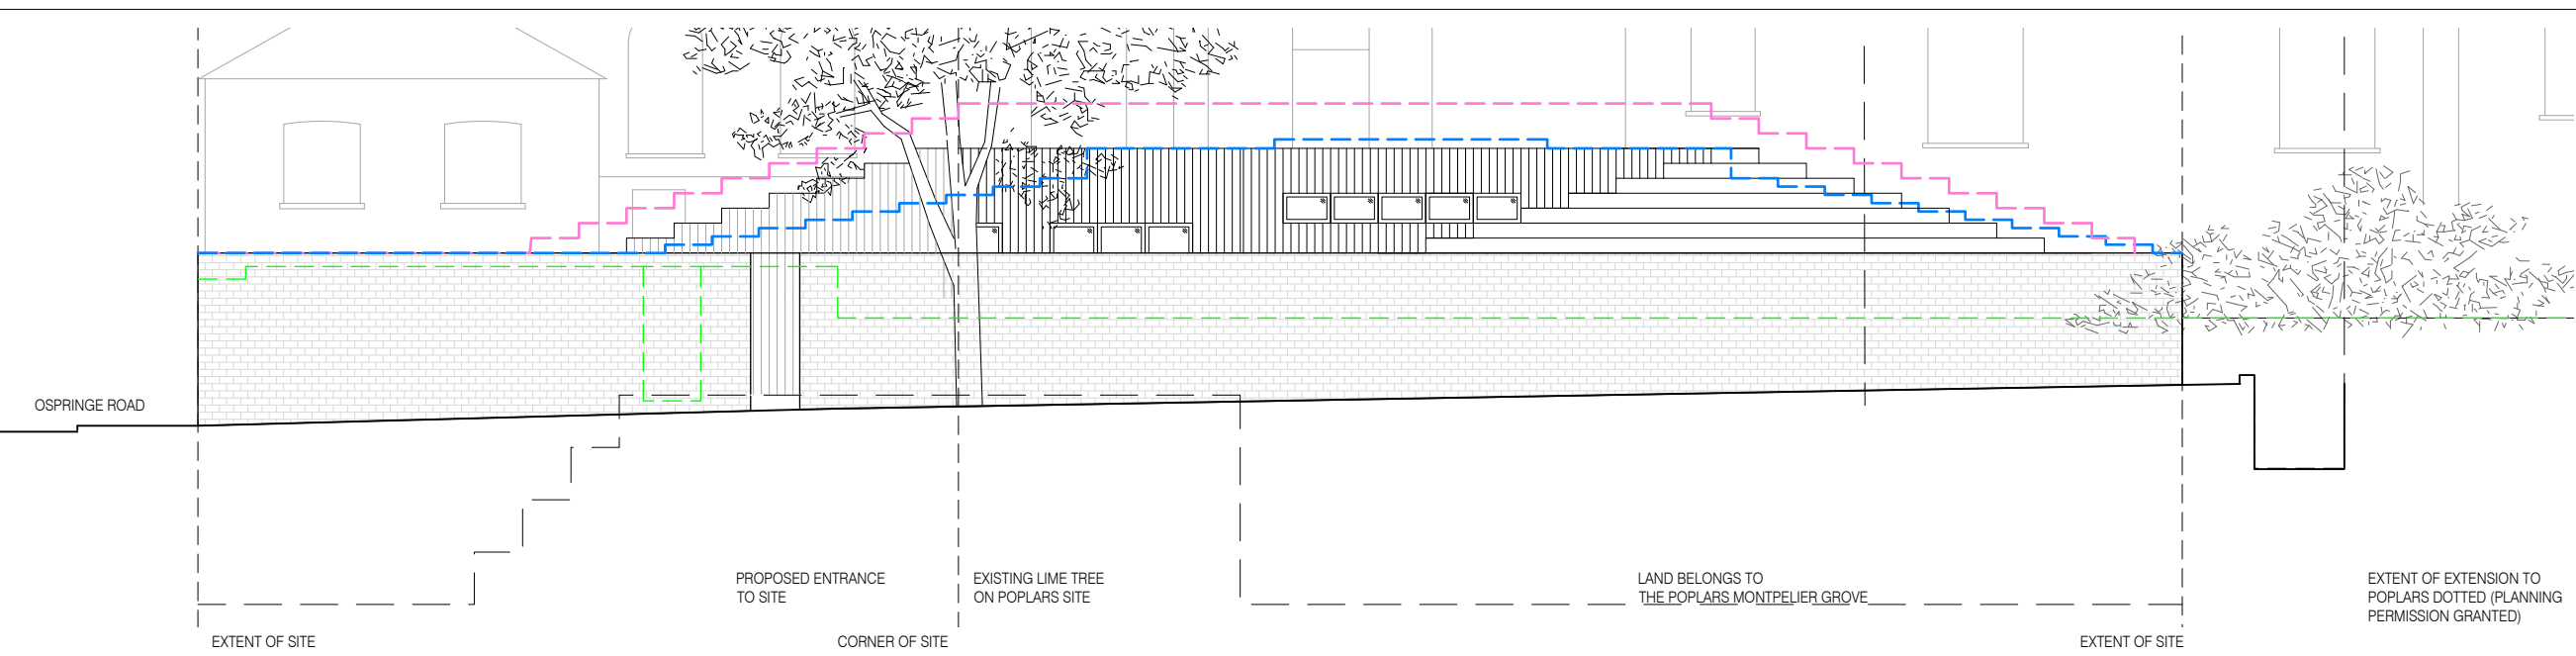 OSPRINGE ROAD
PROPOSED ENTRANCE
TO SITE
EXISTING LIME TREE
ON POPLARS SITE
LAND BELONGS TO
THE POPLARS MONTPELIER GROVE
EXTENT OF EXTENSION TO
POPLARS DOTTED (PLANNING
PERMISSION GRANTED)
EXTENT OF SITE
CORNER OF SITE
EXTENT OF SITE